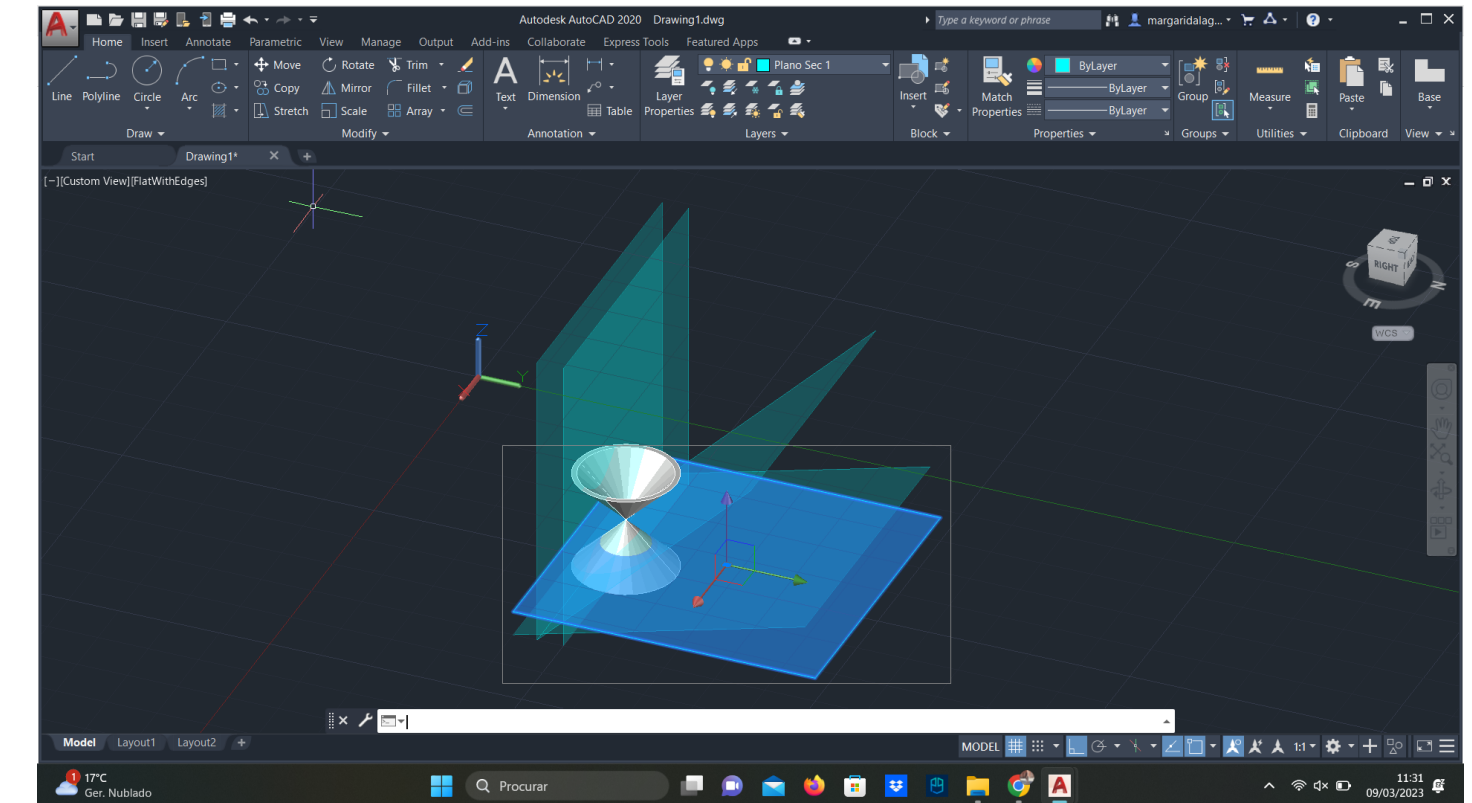 Autodesk AutoCAD 2020 Drawing1.dwg
Type a keyword or phrase
margaridalag...
Home Insert Annotate Parametric View Manage Output Add-ins Collaborate Express Tools Featured Apps
Line Polyline Circle Arc
Draw
Move Rotate Trim
Copy Mirror Fillet
Stretch Scale Array
Modify
Text Dimension Table
Annotation
Layer Properties
Plano Sec 1
Layers
Insert
Block
Match Properties
ByLayer
ByLayer
ByLayer
Properties
Group
Groups
Measure
Utilities
Paste
Clipboard
Base
View
Start Drawing1*
[−][Custom View][FlatWithEdges]
RIGHT
S
E
N
WCS
Z
Y
X
Model Layout1 Layout2
MODEL
1:1
1
17°C
Ger. Nublado
Procurar
11:31
09/03/2023